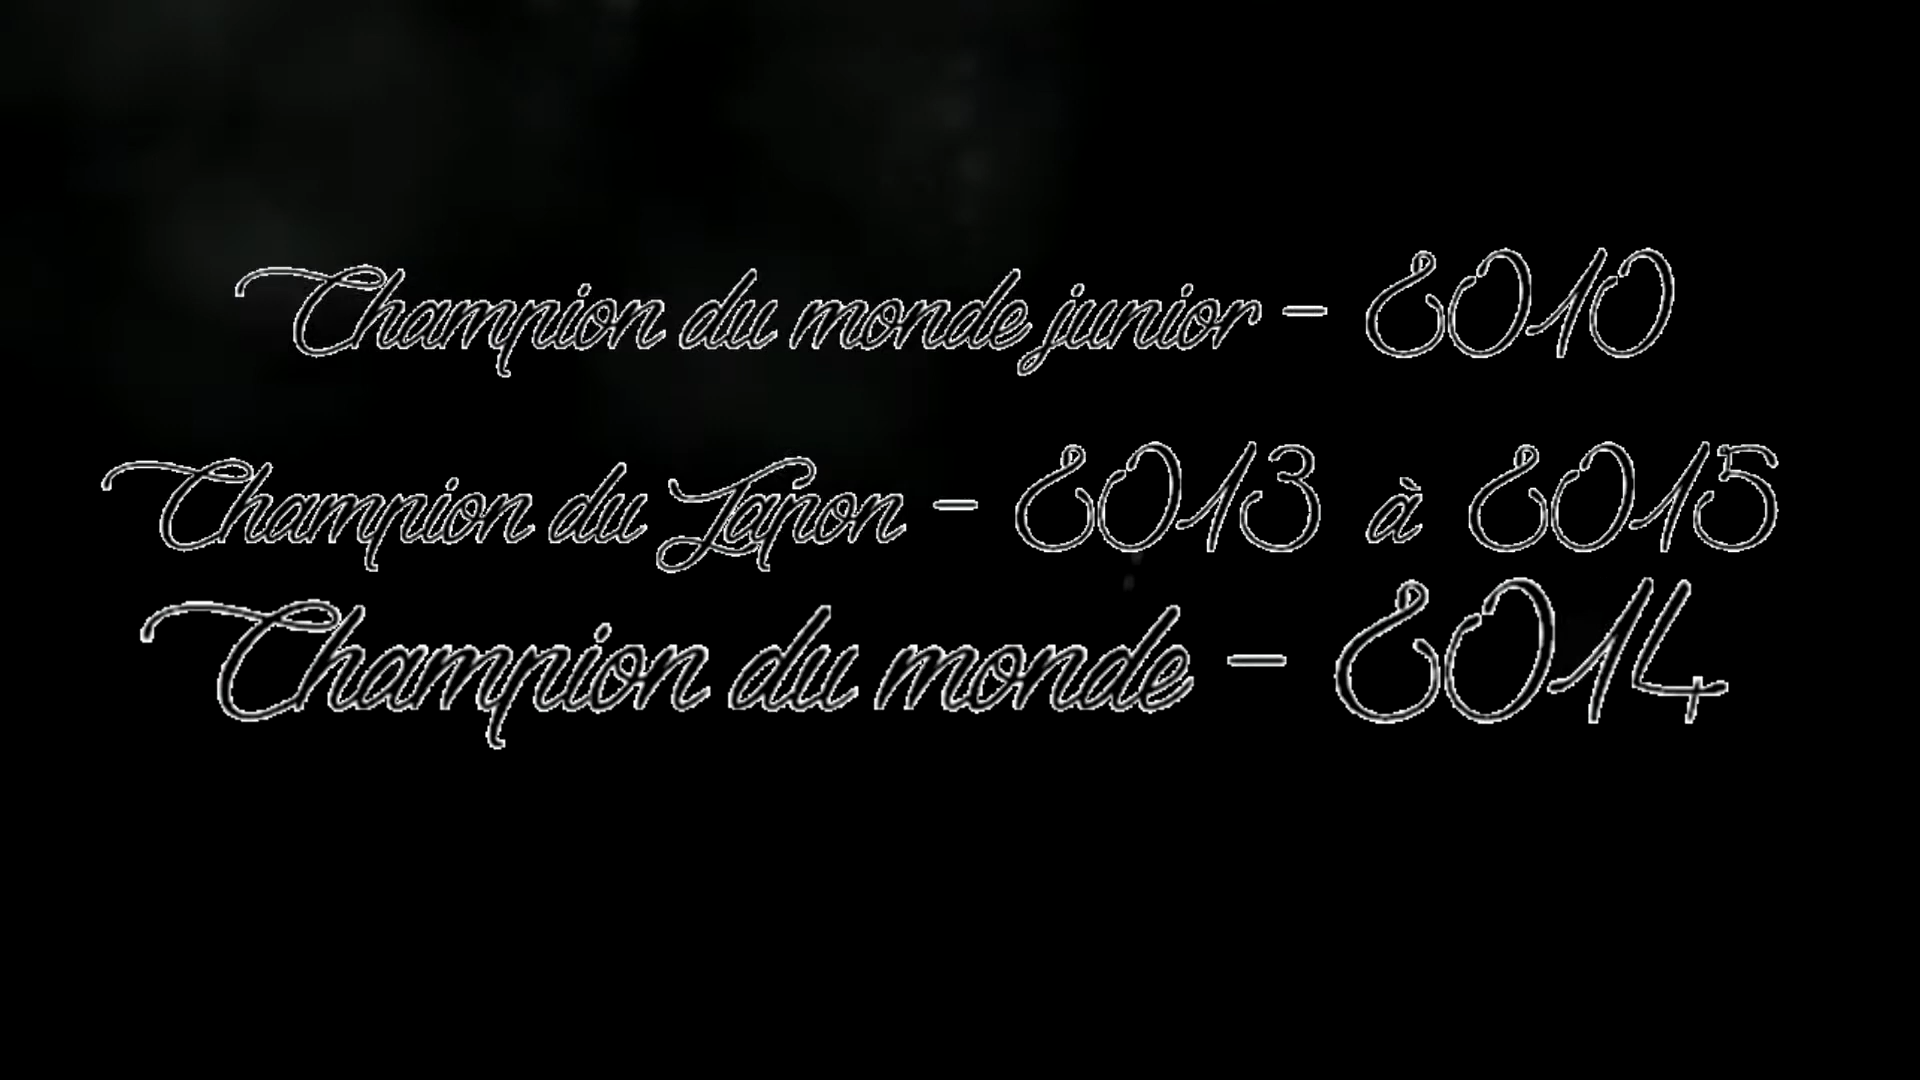 Champion du monde junior - 2010
Champion du Japon - 2013 à 2015
Champion du monde - 2014